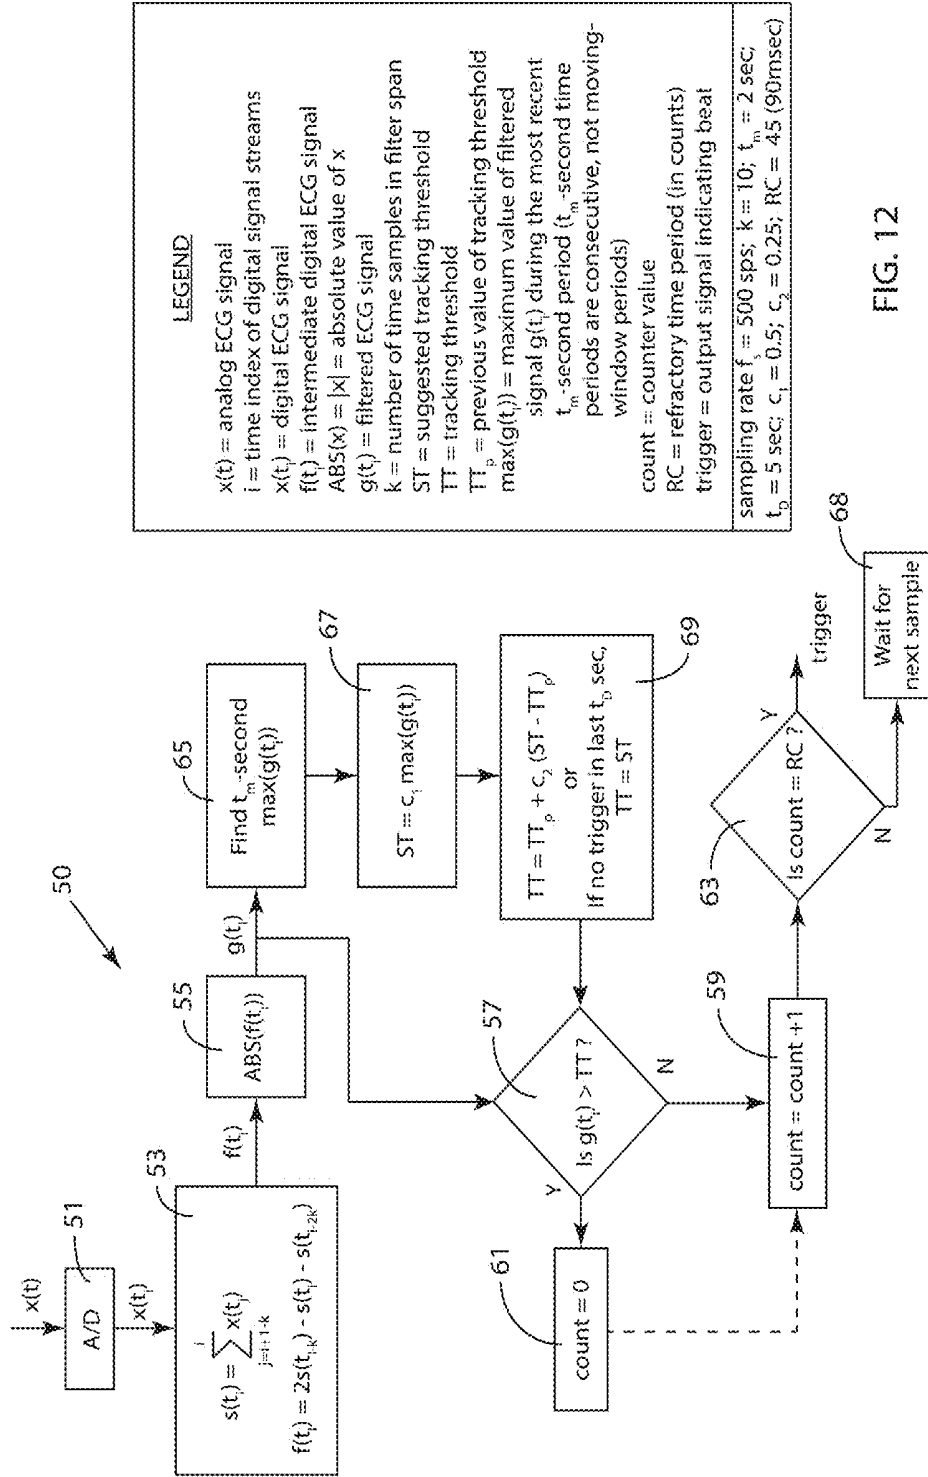 50
x(t)
A/D
51
x(tᵢ)
53
s(tᵢ) = Σ x(tⱼ)
i
j=i+1-k
f(tᵢ) = 2s(tᵢ₋ₖ) - s(tᵢ) - s(tᵢ₋₂ₖ)
f(tᵢ)
55
ABS(f(tᵢ))
g(tᵢ)
65
Find tₘ-second
max(g(tᵢ))
67
ST = cᵢ max(g(tᵢ))
69
TT = TTₚ + c₂ (ST - TTₚ)
or
If no trigger in last t_D sec,
TT = ST
57
Is g(tᵢ) > TT ?
Y
N
61
count = 0
59
count = count +1
63
Is count = RC ?
Y
trigger
N
68
Wait for
next sample
LEGEND
x(t) = analog ECG signal
i = time index of digital signal streams
x(tᵢ) = digital ECG signal
f(tᵢ) = intermediate digital ECG signal
ABS(x) = |x| = absolute value of x
g(tᵢ) = filtered ECG signal
k = number of time samples in filter span
ST = suggested tracking threshold
TT = tracking threshold
TTₚ = previous value of tracking threshold
max(g(tᵢ)) = maximum value of filtered
signal g(tᵢ) during the most recent
tₘ-second period (tₘ-second time
periods are consecutive, not moving-
window periods)
count = counter value
RC = refractory time period (in counts)
trigger = output signal indicating beat
sampling rate fₛ = 500 sps; k = 10; tₘ = 2 sec;
t_D = 5 sec; c₁ = 0.5; c₂ = 0.25; RC = 45 (90msec)
FIG. 12